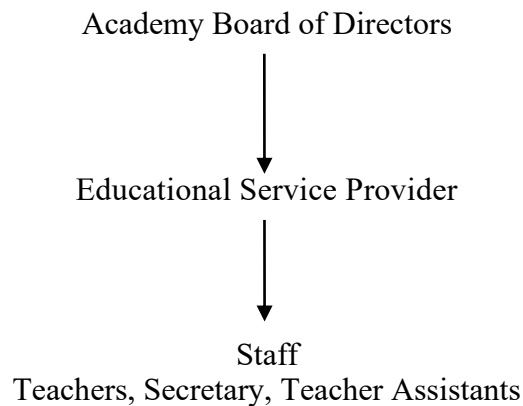 Academy Board of Directors
Educational Service Provider
Staff
Teachers, Secretary, Teacher Assistants